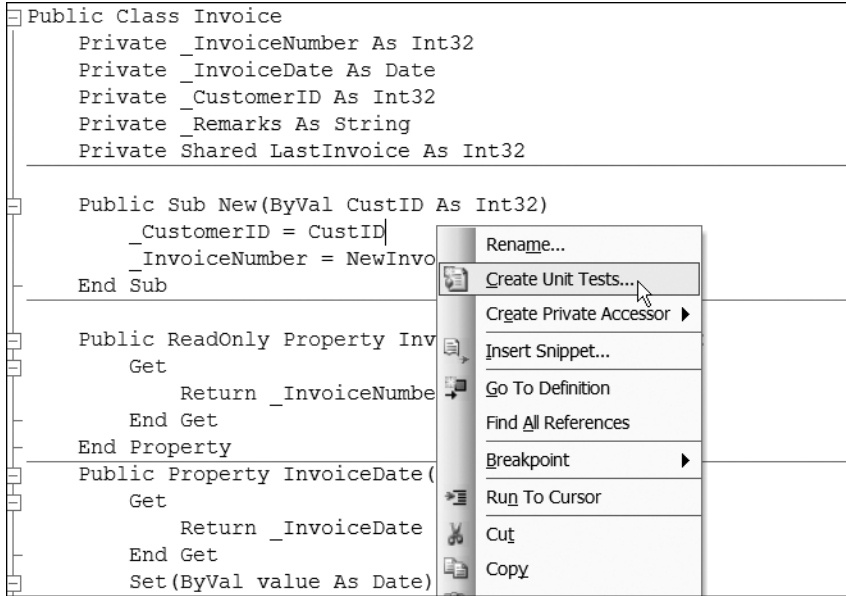 Public Class Invoice
Private _InvoiceNumber As Int32
Private _InvoiceDate As Date
Private _CustomerID As Int32
Private _Remarks As String
Private Shared LastInvoice As Int32
Public Sub New(ByVal CustID As Int32)
_CustomerID = CustID
_InvoiceNumber = NewInvo
End Sub
Public ReadOnly Property Inv
Get
Return _InvoiceNumbe
End Get
End Property
Public Property InvoiceDate(
Get
Return _InvoiceDate
End Get
Set(ByVal value As Date)
Rename...
Create Unit Tests...
Create Private Accessor
Insert Snippet...
Go To Definition
Find All References
Breakpoint
Run To Cursor
Cut
Copy